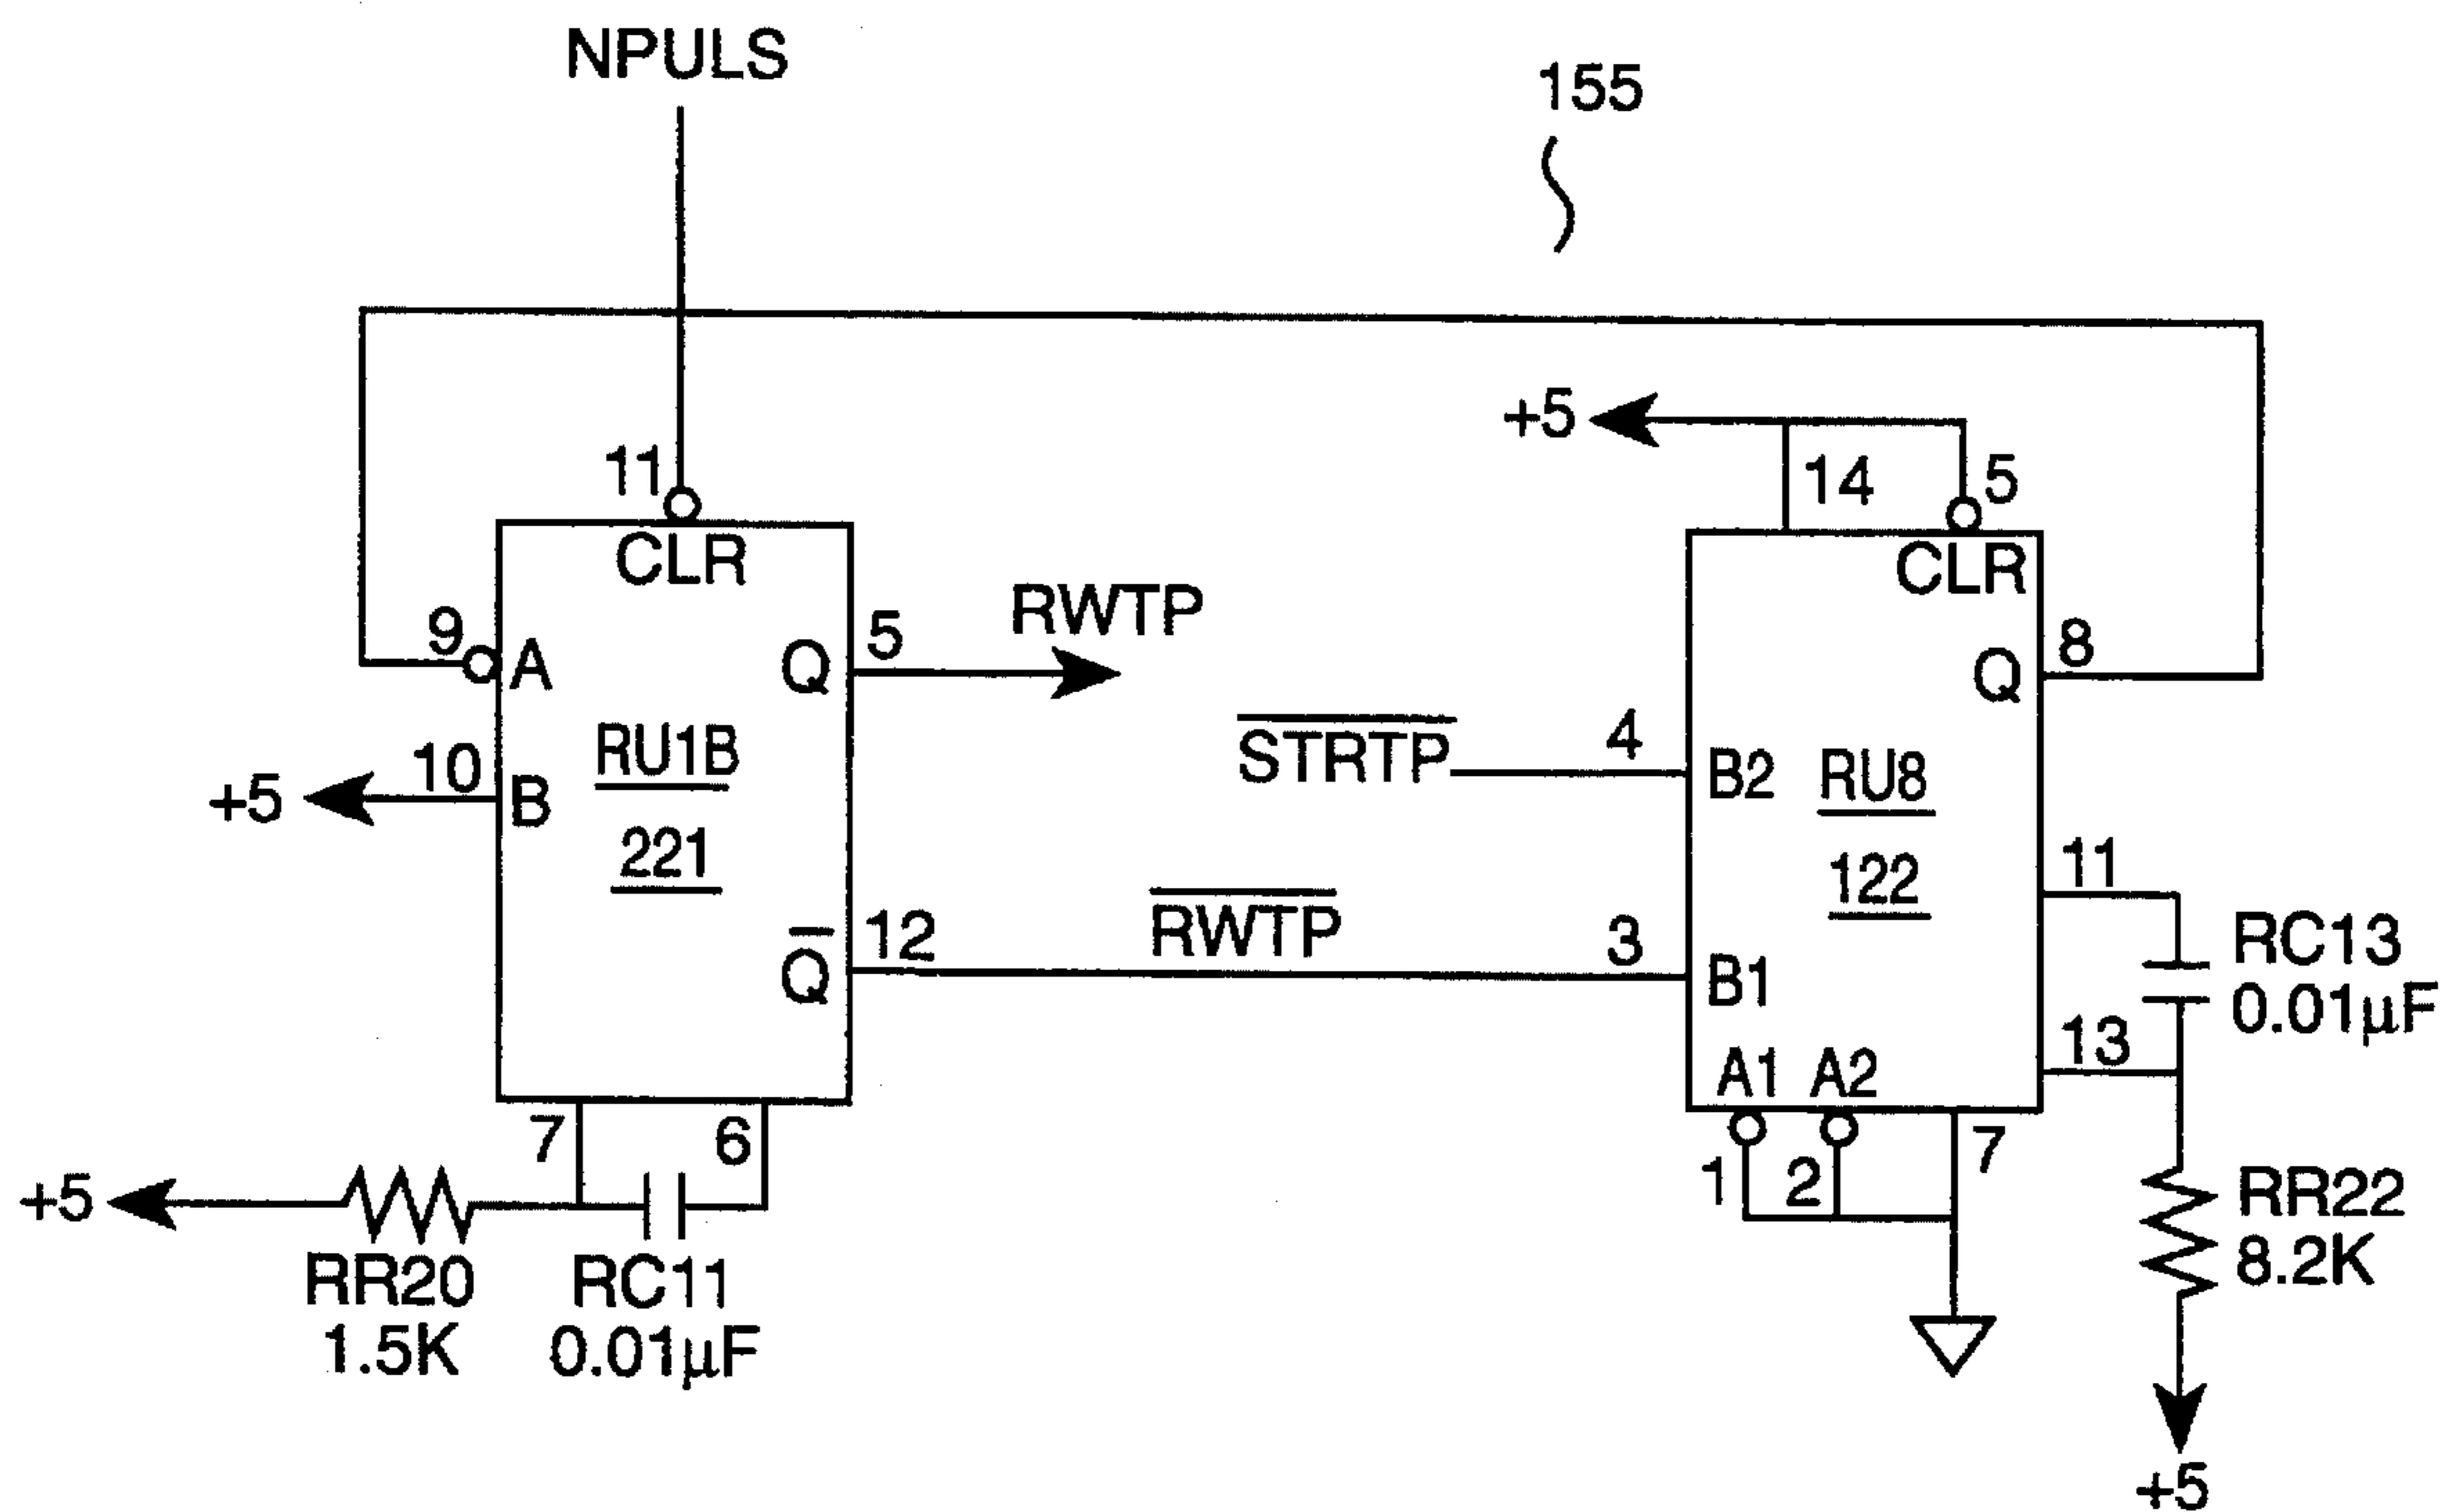 NPULS
155
+5
14
5
11
CLR
CLR
9
A
Q
5
RWTP
Q
8
S̅T̅R̅T̅P̅
4
B2
RU8
122
10
B
RU1B
221
+5
11
RC13
0.01µF
Q̅
12
R̅W̅T̅P̅
3
B1
13
A1
A2
7
6
1
2
7
+5
RR20
1.5K
RC11
0.01µF
RR22
8.2K
+5